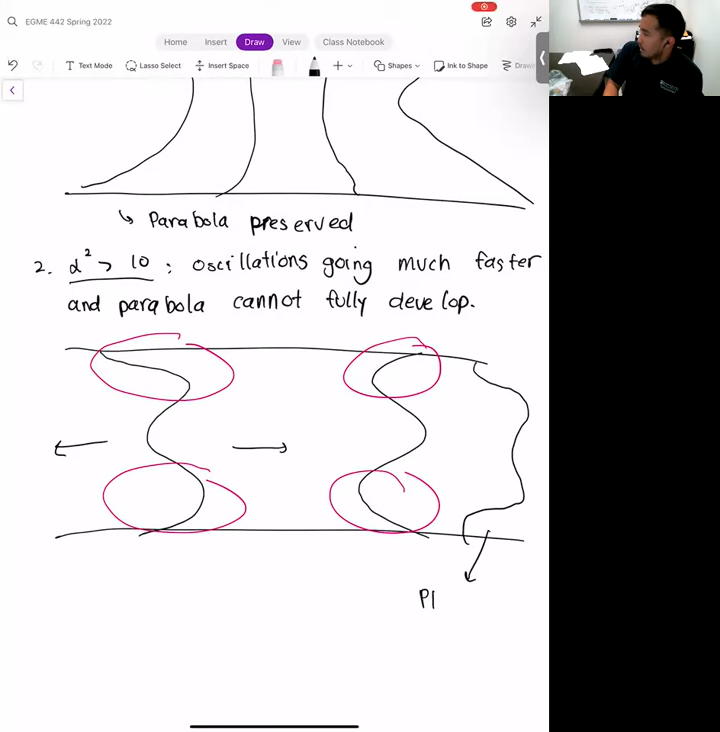 EGME 442 Spring 2022
Home Insert Draw View Class Notebook
Text Mode Lasso Select Insert Space Shapes Ink to Shape
↳ Parabola preserved
2. α² > 10 : oscillations going much faster
and parabola cannot fully develop.
Pl